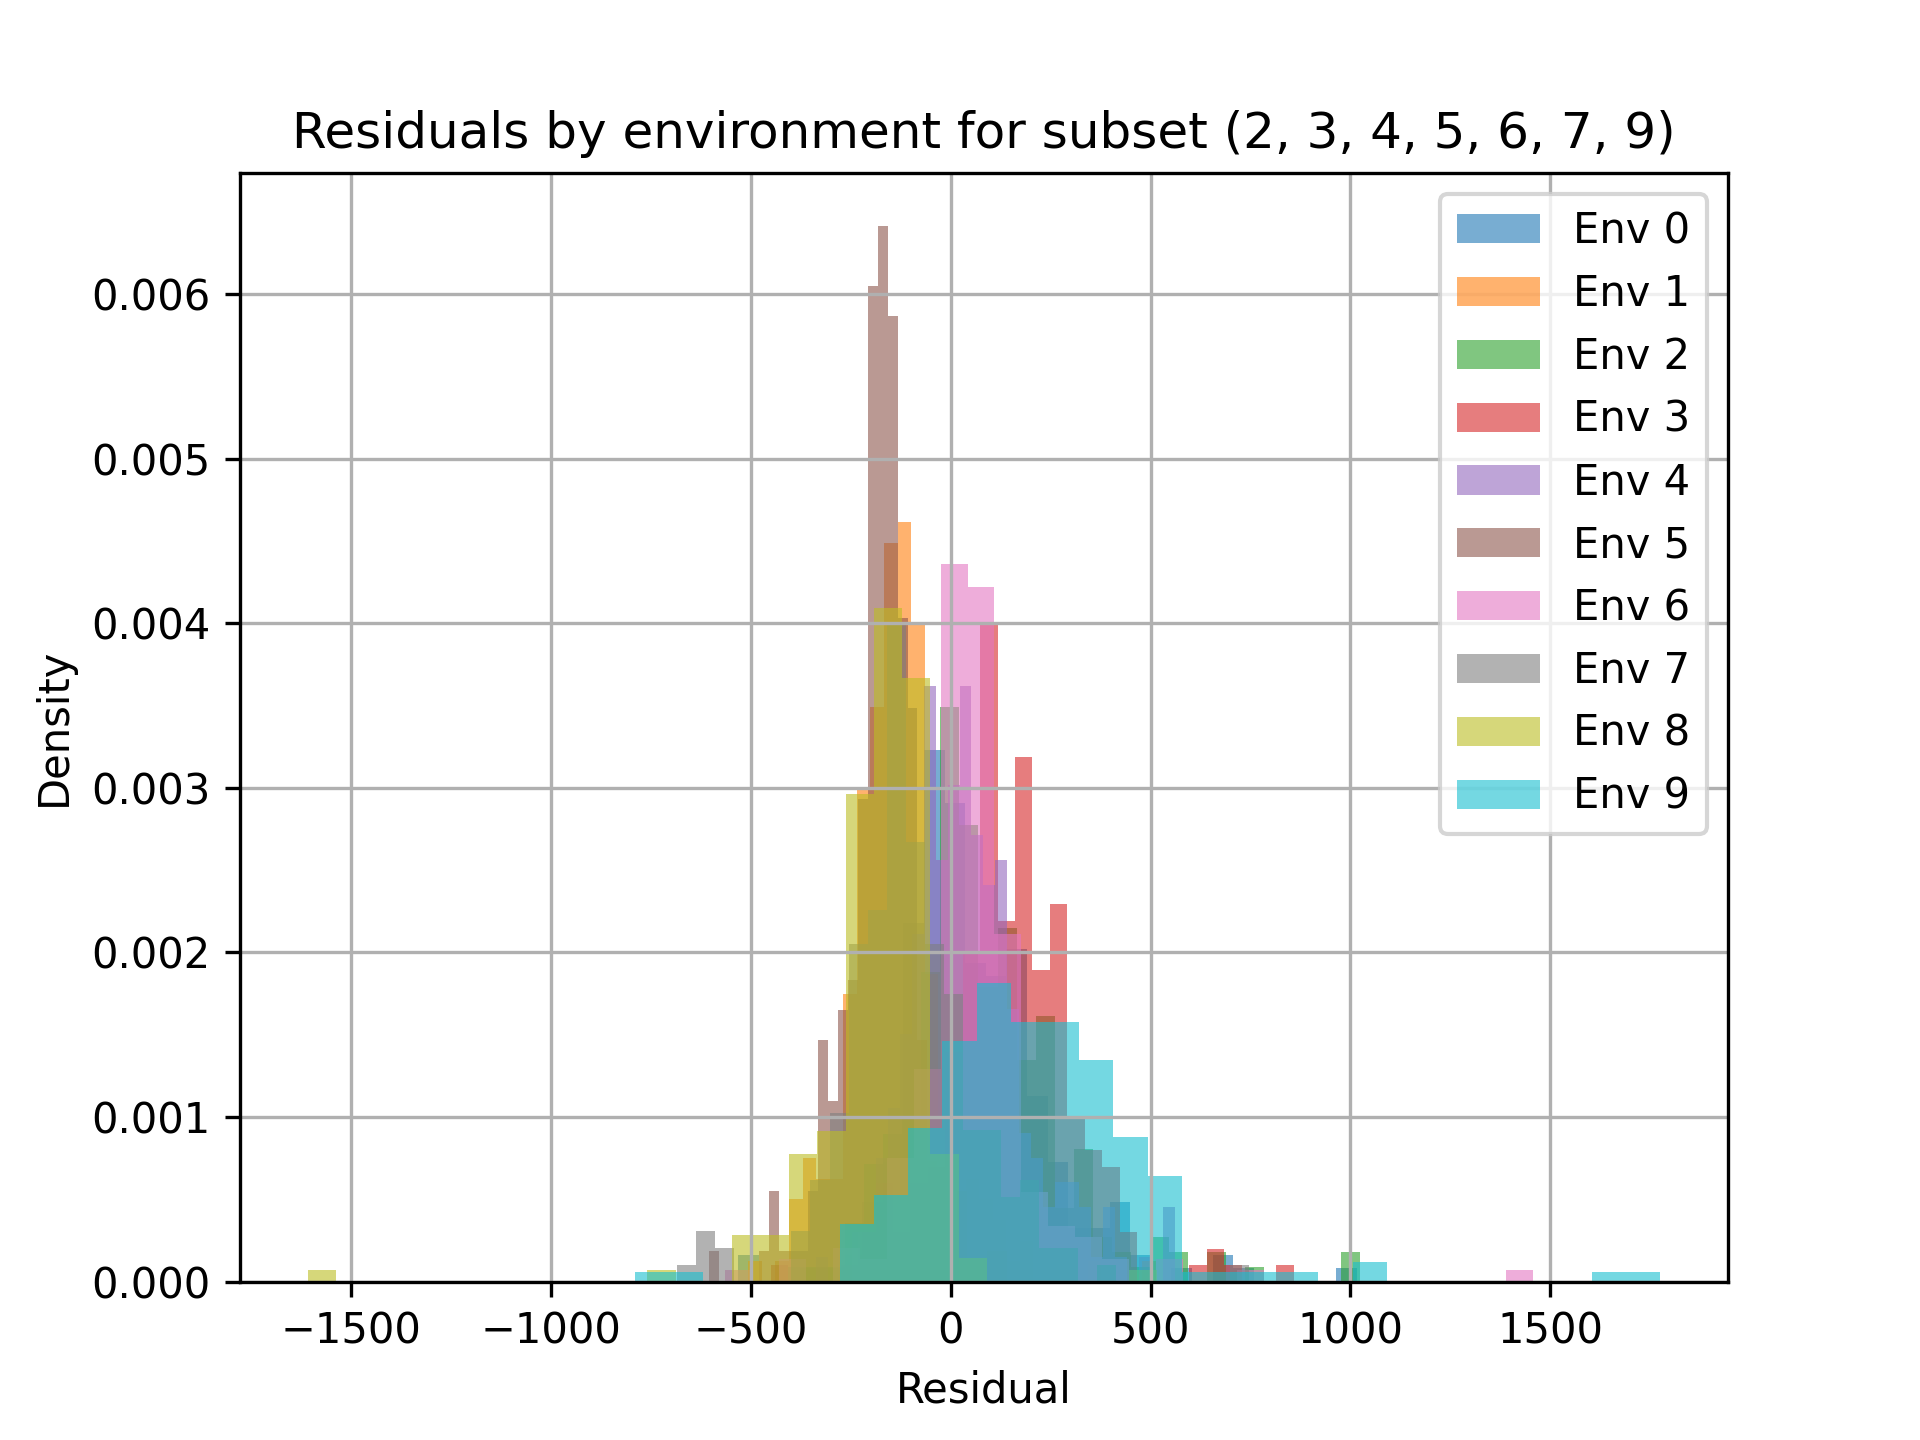 Residuals by environment for subset (2, 3, 4, 5, 6, 7, 9)
Env 0
Env 1
Env 2
Env 3
Env 4
Env 5
Env 6
Env 7
Env 8
Env 9
Density
0.006
0.005
0.004
0.003
0.002
0.001
0.000
−1500 −1000 −500 0 500 1000 1500
Residual